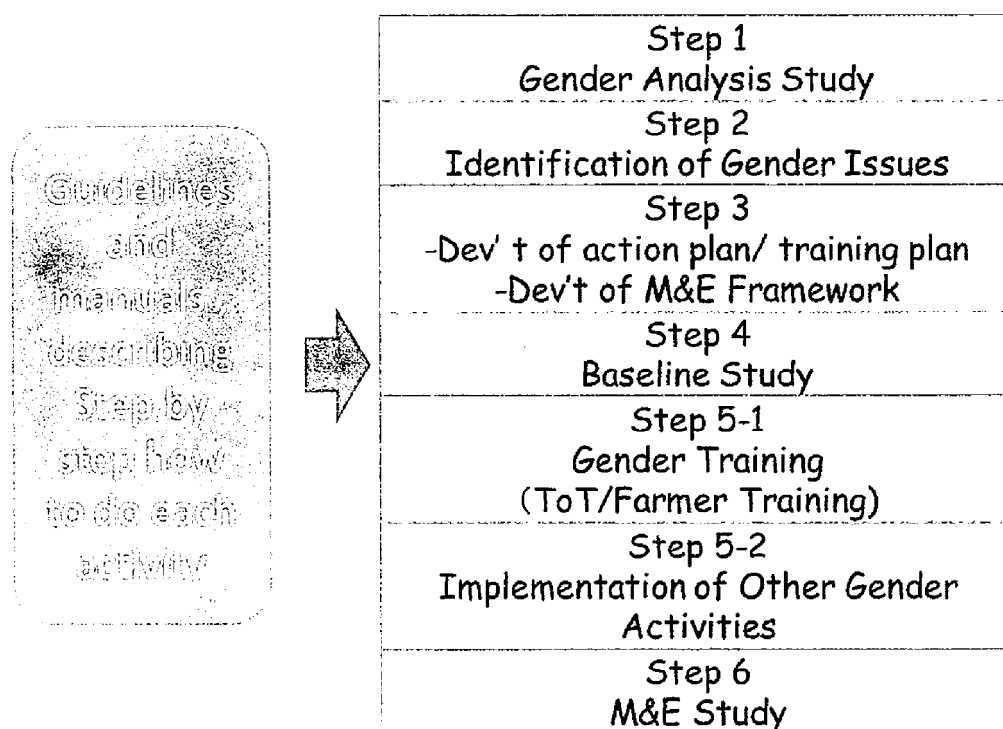 Guidelines
and
manuals
describing
Step by
step how
to do each
activity
Step 1
Gender Analysis Study
Step 2
Identification of Gender Issues
Step 3
-Dev' t of action plan/ training plan
-Dev't of M&E Framework
Step 4
Baseline Study
Step 5-1
Gender Training
(ToT/Farmer Training)
Step 5-2
Implementation of Other Gender
Activities
Step 6
M&E Study